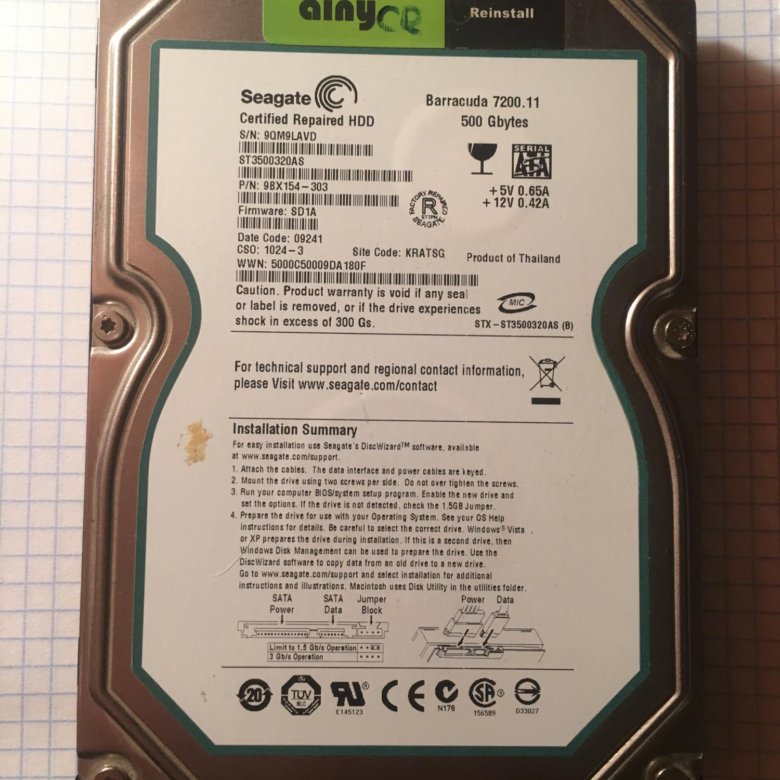 ainyCR
Reinstall
Seagate
Barracuda 7200.11
Certified Repaired HDD
500 Gbytes
S/N: 9QM9LAVD
ST3500320AS
SERIAL
ATA
P/N: 9BX154-303
+5V 0.65A
+12V 0.42A
FACTORY REPAIRED
R
SEAGATE
Firmware: SD1A
Date Code: 09241
CSO: 1024-3
Site Code: KRATSG
Product of Thailand
WWN: 5000C50009DA180F
Caution. Product warranty is void if any seal
or label is removed, or if the drive experiences
shock in excess of 300 Gs.
MIC
STX-ST3500320AS (B)
For technical support and regional contact information,
please Visit www.seagate.com/contact
Installation Summary
For easy installation use Seagate's DiscWizard™ software, available
at www.seagate.com/support.
1. Attach the cables. The data interface and power cables are keyed.
2. Mount the drive using two screws per side. Do not over tighten the screws.
3. Run your computer BIOS/system setup program. Enable the new drive and
set the options. If the drive is not detected, check the 1.5GB Jumper.
4. Prepare the drive for use with your Operating System. See your OS Help
instructions for details. Be careful to select the correct drive. Windows® Vista
or XP prepares the drive during installation. If this is a second drive, then
Windows Disk Management can be used to prepare the drive. Use the
DiscWizard software to copy data from an old drive to a new drive.
Go to www.seagate.com/support and select installation for additional
instructions and illustrations. Macintosh uses Disk Utility in the utilities folder.
SATA Power
SATA Data
Jumper Block
Power Data
Limit to 1.5 Gb/s Operation
3 Gb/s Operation
20
TUV
RU®
E145123
CE
N176
SA
156589
D33027